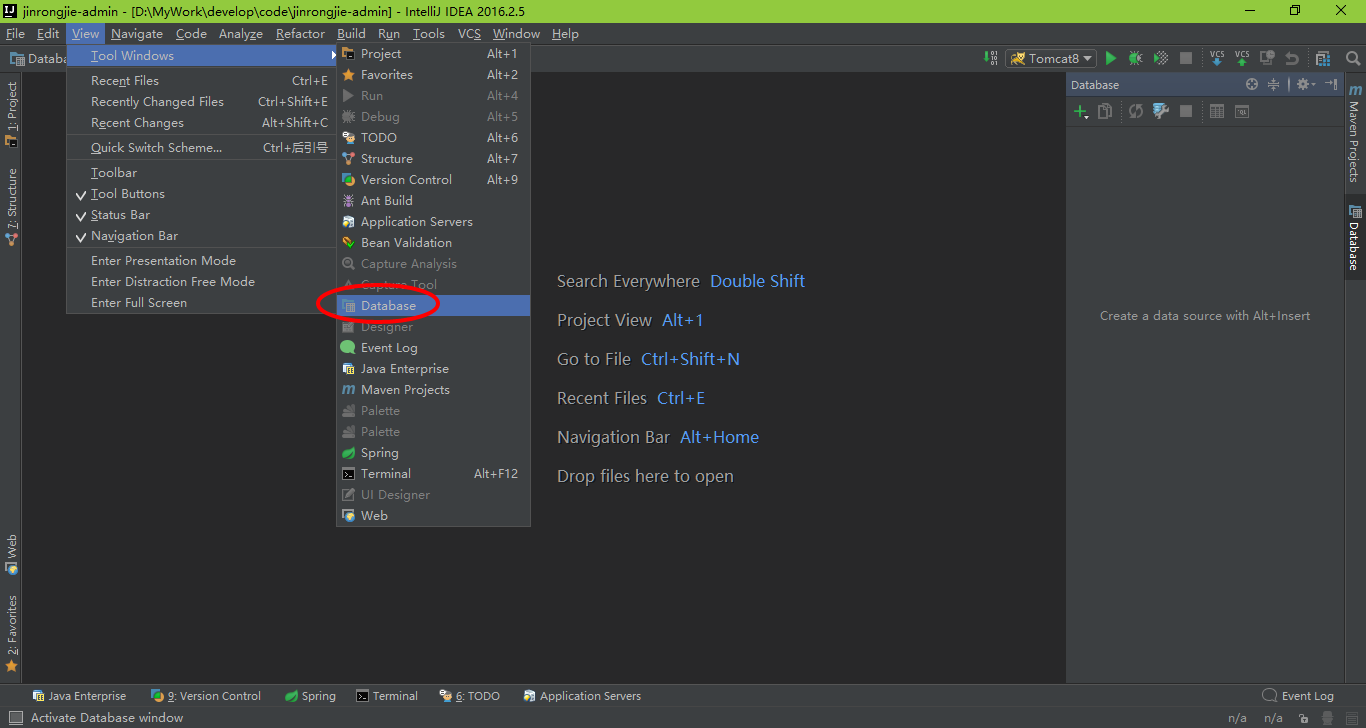 jinrongjie-admin - [D:\MyWork\develop\code\jinrongjie-admin] - IntelliJ IDEA 2016.2.5
File Edit View Navigate Code Analyze Refactor Build Run Tools VCS Window Help
Databa
Tomcat8
VCS VCS
Tool Windows
Recent Files Ctrl+E
Recently Changed Files Ctrl+Shift+E
Recent Changes Alt+Shift+C
Quick Switch Scheme... Ctrl+后引号
Toolbar
Tool Buttons
Status Bar
Navigation Bar
Enter Presentation Mode
Enter Distraction Free Mode
Enter Full Screen
Project Alt+1
Favorites Alt+2
Run Alt+4
Debug Alt+5
TODO Alt+6
Structure Alt+7
Version Control Alt+9
Ant Build
Application Servers
Bean Validation
Capture Analysis
Capture Tool
Database
Designer
Event Log
Java Enterprise
Maven Projects
Palette
Palette
Spring
Terminal Alt+F12
UI Designer
Web
1: Project
7: Structure
Web
2: Favorites
Search Everywhere Double Shift
Project View Alt+1
Go to File Ctrl+Shift+N
Recent Files Ctrl+E
Navigation Bar Alt+Home
Drop files here to open
Database
Create a data source with Alt+Insert
Maven Projects
Database
Java Enterprise 9: Version Control Spring Terminal 6: TODO Application Servers Event Log
Activate Database window n/a n/a